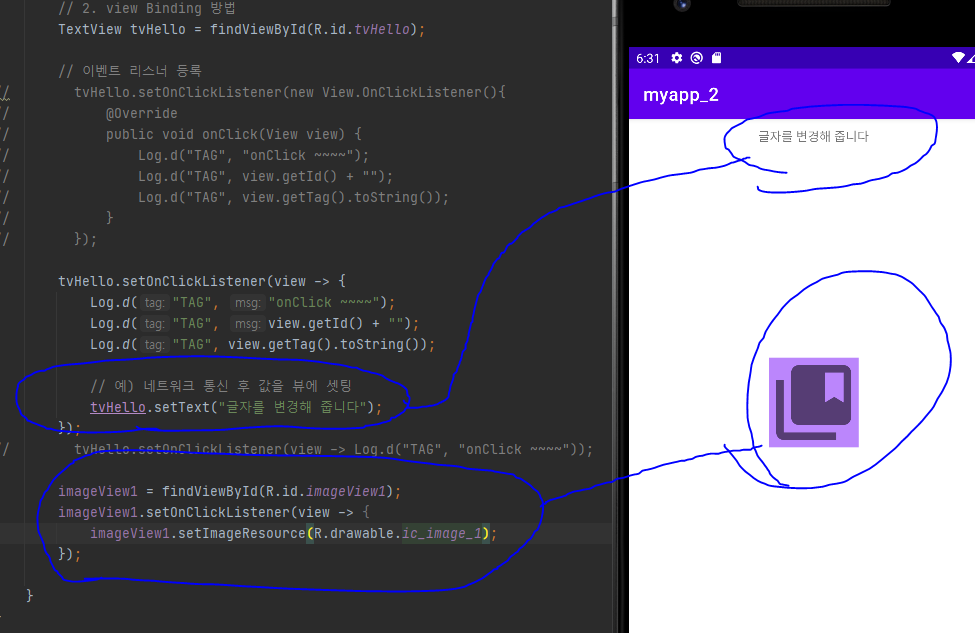 // 2. view Binding 방법
TextView tvHello = findViewById(R.id.tvHello);
// 이벤트 리스너 등록
// tvHello.setOnClickListener(new View.OnClickListener(){
// @Override
// public void onClick(View view) {
// Log.d("TAG", "onClick ~~~~");
// Log.d("TAG", view.getId() + "");
// Log.d("TAG", view.getTag().toString());
// }
// });
tvHello.setOnClickListener(view -> {
Log.d( tag: "TAG", msg: "onClick ~~~~");
Log.d( tag: "TAG", msg: view.getId() + "");
Log.d( tag: "TAG", view.getTag().toString());
// 예) 네트워크 통신 후 값을 뷰에 셋팅
tvHello.setText("글자를 변경해 줍니다");
});
// tvHello.setOnClickListener(view -> Log.d("TAG", "onClick ~~~~"));
imageView1 = findViewById(R.id.imageView1);
imageView1.setOnClickListener(view -> {
imageView1.setImageResource(R.drawable.ic_image_1);
});
}
6:31
myapp_2
글자를 변경해 줍니다